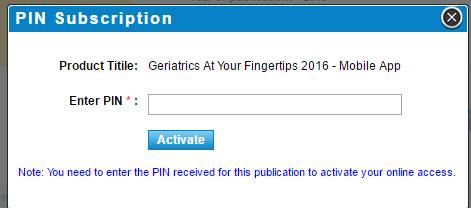 PIN Subscription
Product Titile: Geriatrics At Your Fingertips 2016 - Mobile App
Enter PIN * :
Activate
Note: You need to enter the PIN received for this publication to activate your online access.